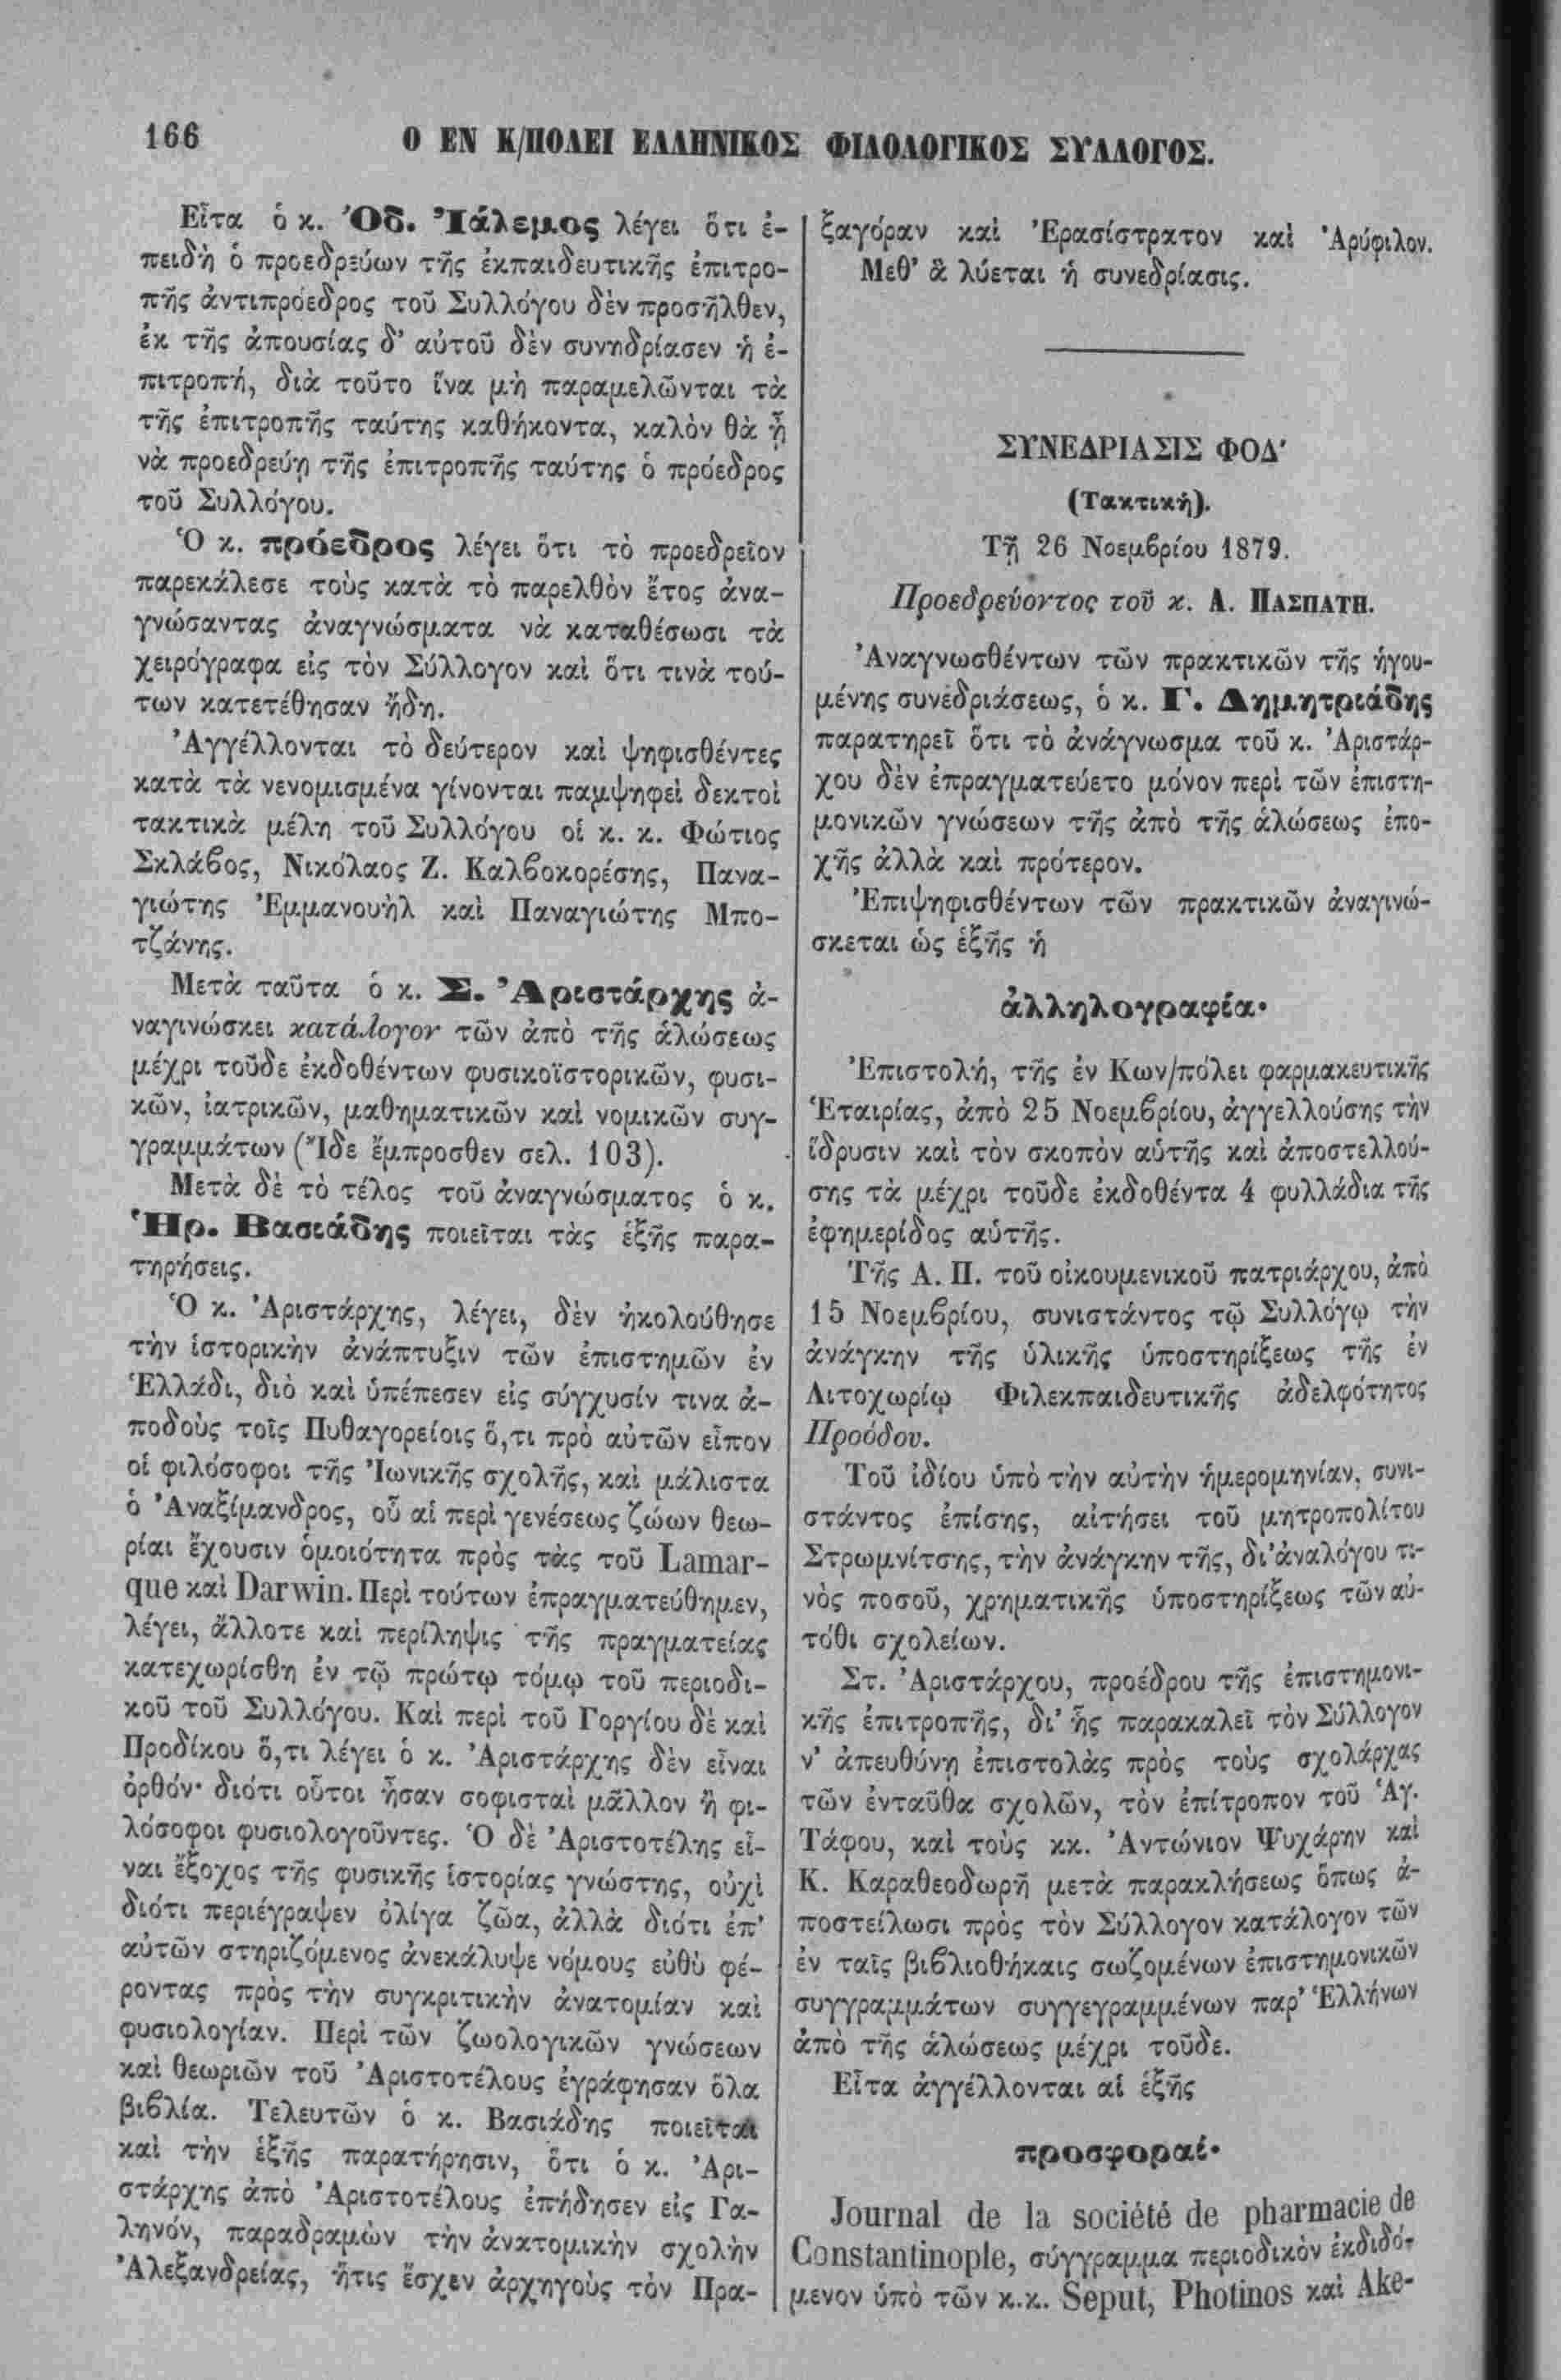 166
Ο ΕΝ Κ/ΠΟΛΕΙ ΕΛΛΗΝΙΚΟΣ ΦΙΛΟΛΟΓΙΚΟΣ ΣΥΛΛΟΓΟΣ.
Εἶτα ὁ κ. Ὀδ. Ἰάλεμος λέγει ὅτι ἐ-
πειδὴ ὁ προεδρεύων τῆς ἐκπαιδευτικῆς ἐπιτρο-
πῆς ἀντιπρόεδρος τοῦ Συλλόγου δὲν προσῆλθεν,
ἐκ τῆς ἀπουσίας δ' αὐτοῦ δὲν συνηδρίασεν ἡ ἐ-
πιτροπή, διὰ τοῦτο ἵνα μὴ παραμελῶνται τὰ
τῆς ἐπιτροπῆς ταύτης καθήκοντα, καλὸν θὰ ᾖ
νὰ προεδρεύῃ τῆς ἐπιτροπῆς ταύτης ὁ πρόεδρος
τοῦ Συλλόγου.
Ὁ κ. πρόεδρος λέγει ὅτι τὸ προεδρεῖον
παρεκάλεσε τοὺς κατὰ τὸ παρελθὸν ἔτος ἀνα-
γνώσαντας ἀναγνώσματα νὰ καταθέσωσι τὰ
χειρόγραφα εἰς τὸν Σύλλογον καὶ ὅτι τινὰ τού-
των κατετέθησαν ἤδη.
Ἀγγέλλονται τὸ δεύτερον καὶ ψηφισθέντες
κατὰ τὰ νενομισμένα γίνονται παμψηφεὶ δεκτοὶ
τακτικὰ μέλη τοῦ Συλλόγου οἱ κ. κ. Φώτιος
Σκλάβος, Νικόλαος Ζ. Καλβοκορέσης, Πανα-
γιώτης Ἐμμανουὴλ καὶ Παναγιώτης Μπο-
τζάνης.
Μετὰ ταῦτα ὁ κ. Σ. Ἀριστάρχης ἀ-
ναγινώσκει κατάλογον τῶν ἀπὸ τῆς ἁλώσεως
μέχρι τοῦδε ἐκδοθέντων φυσικοϊστορικῶν, φυσι-
κῶν, ἰατρικῶν, μαθηματικῶν καὶ νομικῶν συγ-
γραμμάτων (Ἴδε ἔμπροσθεν σελ. 103).
Μετὰ δὲ τὸ τέλος τοῦ ἀναγνώσματος ὁ κ.
Ἡρ. Βασιάδης ποιεῖται τὰς ἑξῆς παρα-
τηρήσεις.
Ὁ κ. Ἀριστάρχης, λέγει, δὲν ἠκολούθησε
τὴν ἱστορικὴν ἀνάπτυξιν τῶν ἐπιστημῶν ἐν
Ἑλλάδι, διὸ καὶ ὑπέπεσεν εἰς σύγχυσίν τινα ἀ-
ποδοὺς τοῖς Πυθαγορείοις ὅ,τι πρὸ αὐτῶν εἶπον
οἱ φιλόσοφοι τῆς Ἰωνικῆς σχολῆς, καὶ μάλιστα
ὁ Ἀναξίμανδρος, οὗ αἱ περὶ γενέσεως ζώων θεω-
ρίαι ἔχουσιν ὁμοιότητα πρὸς τὰς τοῦ Lamar-
que καὶ Darwin. Περὶ τούτων ἐπραγματεύθημεν,
λέγει, ἄλλοτε καὶ περίληψις τῆς πραγματείας
κατεχωρίσθη ἐν τῷ πρώτῳ τόμῳ τοῦ περιοδι-
κοῦ τοῦ Συλλόγου. Καὶ περὶ τοῦ Γοργίου δὲ καὶ
Προδίκου ὅ,τι λέγει ὁ κ. Ἀριστάρχης δὲν εἶναι
ὀρθόν· διότι οὗτοι ἦσαν σοφισταὶ μᾶλλον ἢ φι-
λόσοφοι φυσιολογοῦντες. Ὁ δὲ Ἀριστοτέλης εἶ-
ναι ἔξοχος τῆς φυσικῆς ἱστορίας γνώστης, οὐχὶ
διότι περιέγραψεν ὀλίγα ζῶα, ἀλλὰ διότι ἐπ'
αὐτῶν στηριζόμενος ἀνεκάλυψε νόμους εὐθὺ φέ-
ροντας πρὸς τὴν συγκριτικὴν ἀνατομίαν καὶ
φυσιολογίαν. Περὶ τῶν ζωολογικῶν γνώσεων
καὶ θεωριῶν τοῦ Ἀριστοτέλους ἐγράφησαν ὅλα
βιβλία. Τελευτῶν ὁ κ. Βασιάδης ποιεῖται
καὶ τὴν ἑξῆς παρατήρησιν, ὅτι ὁ κ. Ἀρι-
στάρχης ἀπὸ Ἀριστοτέλους ἐπήδησεν εἰς Γα-
ληνόν, παραδραμὼν τὴν ἀνατομικὴν σχολὴν
Ἀλεξανδρείας, ἥτις ἔσχεν ἀρχηγοὺς τὸν Πρα-
ξαγόραν καὶ Ἐρασίστρατον καὶ Ἀρύφιλον.
Μεθ' ἃ λύεται ἡ συνεδρίασις.
ΣΥΝΕΔΡΙΑΣΙΣ ΦΟΔ'
(Τακτική).
Τῇ 26 Νοεμβρίου 1879.
Προεδρεύοντος τοῦ κ. Α. ΠΑΣΠΑΤΗ.
Ἀναγνωσθέντων τῶν πρακτικῶν τῆς ἡγου-
μένης συνεδριάσεως, ὁ κ. Γ. Δημητριάδης
παρατηρεῖ ὅτι τὸ ἀνάγνωσμα τοῦ κ. Ἀριστάρ-
χου δὲν ἐπραγματεύετο μόνον περὶ τῶν ἐπιστη-
μονικῶν γνώσεων τῆς ἀπὸ τῆς ἁλώσεως ἐπο-
χῆς ἀλλὰ καὶ πρότερον.
Ἐπιψηφισθέντων τῶν πρακτικῶν ἀναγινώ-
σκεται ὡς ἑξῆς ἡ
ἀλληλογραφία·
Ἐπιστολή, τῆς ἐν Κων/πόλει φαρμακευτικῆς
Ἑταιρίας, ἀπὸ 25 Νοεμβρίου, ἀγγελλούσης τὴν
ἵδρυσιν καὶ τὸν σκοπὸν αὑτῆς καὶ ἀποστελλού-
σης τὰ μέχρι τοῦδε ἐκδοθέντα 4 φυλλάδια τῆς
ἐφημερίδος αὑτῆς.
Τῆς Α. Π. τοῦ οἰκουμενικοῦ πατριάρχου, ἀπὸ
15 Νοεμβρίου, συνιστάντος τῷ Συλλόγῳ τὴν
ἀνάγκην τῆς ὑλικῆς ὑποστηρίξεως τῆς ἐν
Λιτοχωρίῳ Φιλεκπαιδευτικῆς ἀδελφότητος
Προόδου.
Τοῦ ἰδίου ὑπὸ τὴν αὐτὴν ἡμερομηνίαν, συνι-
στάντος ἐπίσης, αἰτήσει τοῦ μητροπολίτου
Στρωμνίτσης, τὴν ἀνάγκην τῆς, δι' ἀναλόγου τι-
νὸς ποσοῦ, χρηματικῆς ὑποστηρίξεως τῶν αὐ-
τόθι σχολείων.
Στ. Ἀριστάρχου, προέδρου τῆς ἐπιστημονι-
κῆς ἐπιτροπῆς, δι' ἧς παρακαλεῖ τὸν Σύλλογον
ν' ἀπευθύνῃ ἐπιστολὰς πρὸς τοὺς σχολάρχας
τῶν ἐνταῦθα σχολῶν, τὸν ἐπίτροπον τοῦ Ἁγ.
Τάφου, καὶ τοὺς κκ. Ἀντώνιον Ψυχάρην καὶ
Κ. Καραθεοδωρῆ μετὰ παρακλήσεως ὅπως ἀ-
ποστείλωσι πρὸς τὸν Σύλλογον κατάλογον τῶν
ἐν ταῖς βιβλιοθήκαις σωζομένων ἐπιστημονικῶν
συγγραμμάτων συγγεγραμμένων παρ' Ἑλλήνων
ἀπὸ τῆς ἁλώσεως μέχρι τοῦδε.
Εἶτα ἀγγέλλονται αἱ ἑξῆς
προσφοραί·
Journal de la société de pharmacie de
Constantinople, σύγγραμμα περιοδικὸν ἐκδιδό-
μενον ὑπὸ τῶν κ.κ. Seput, Photinos καὶ Ake-